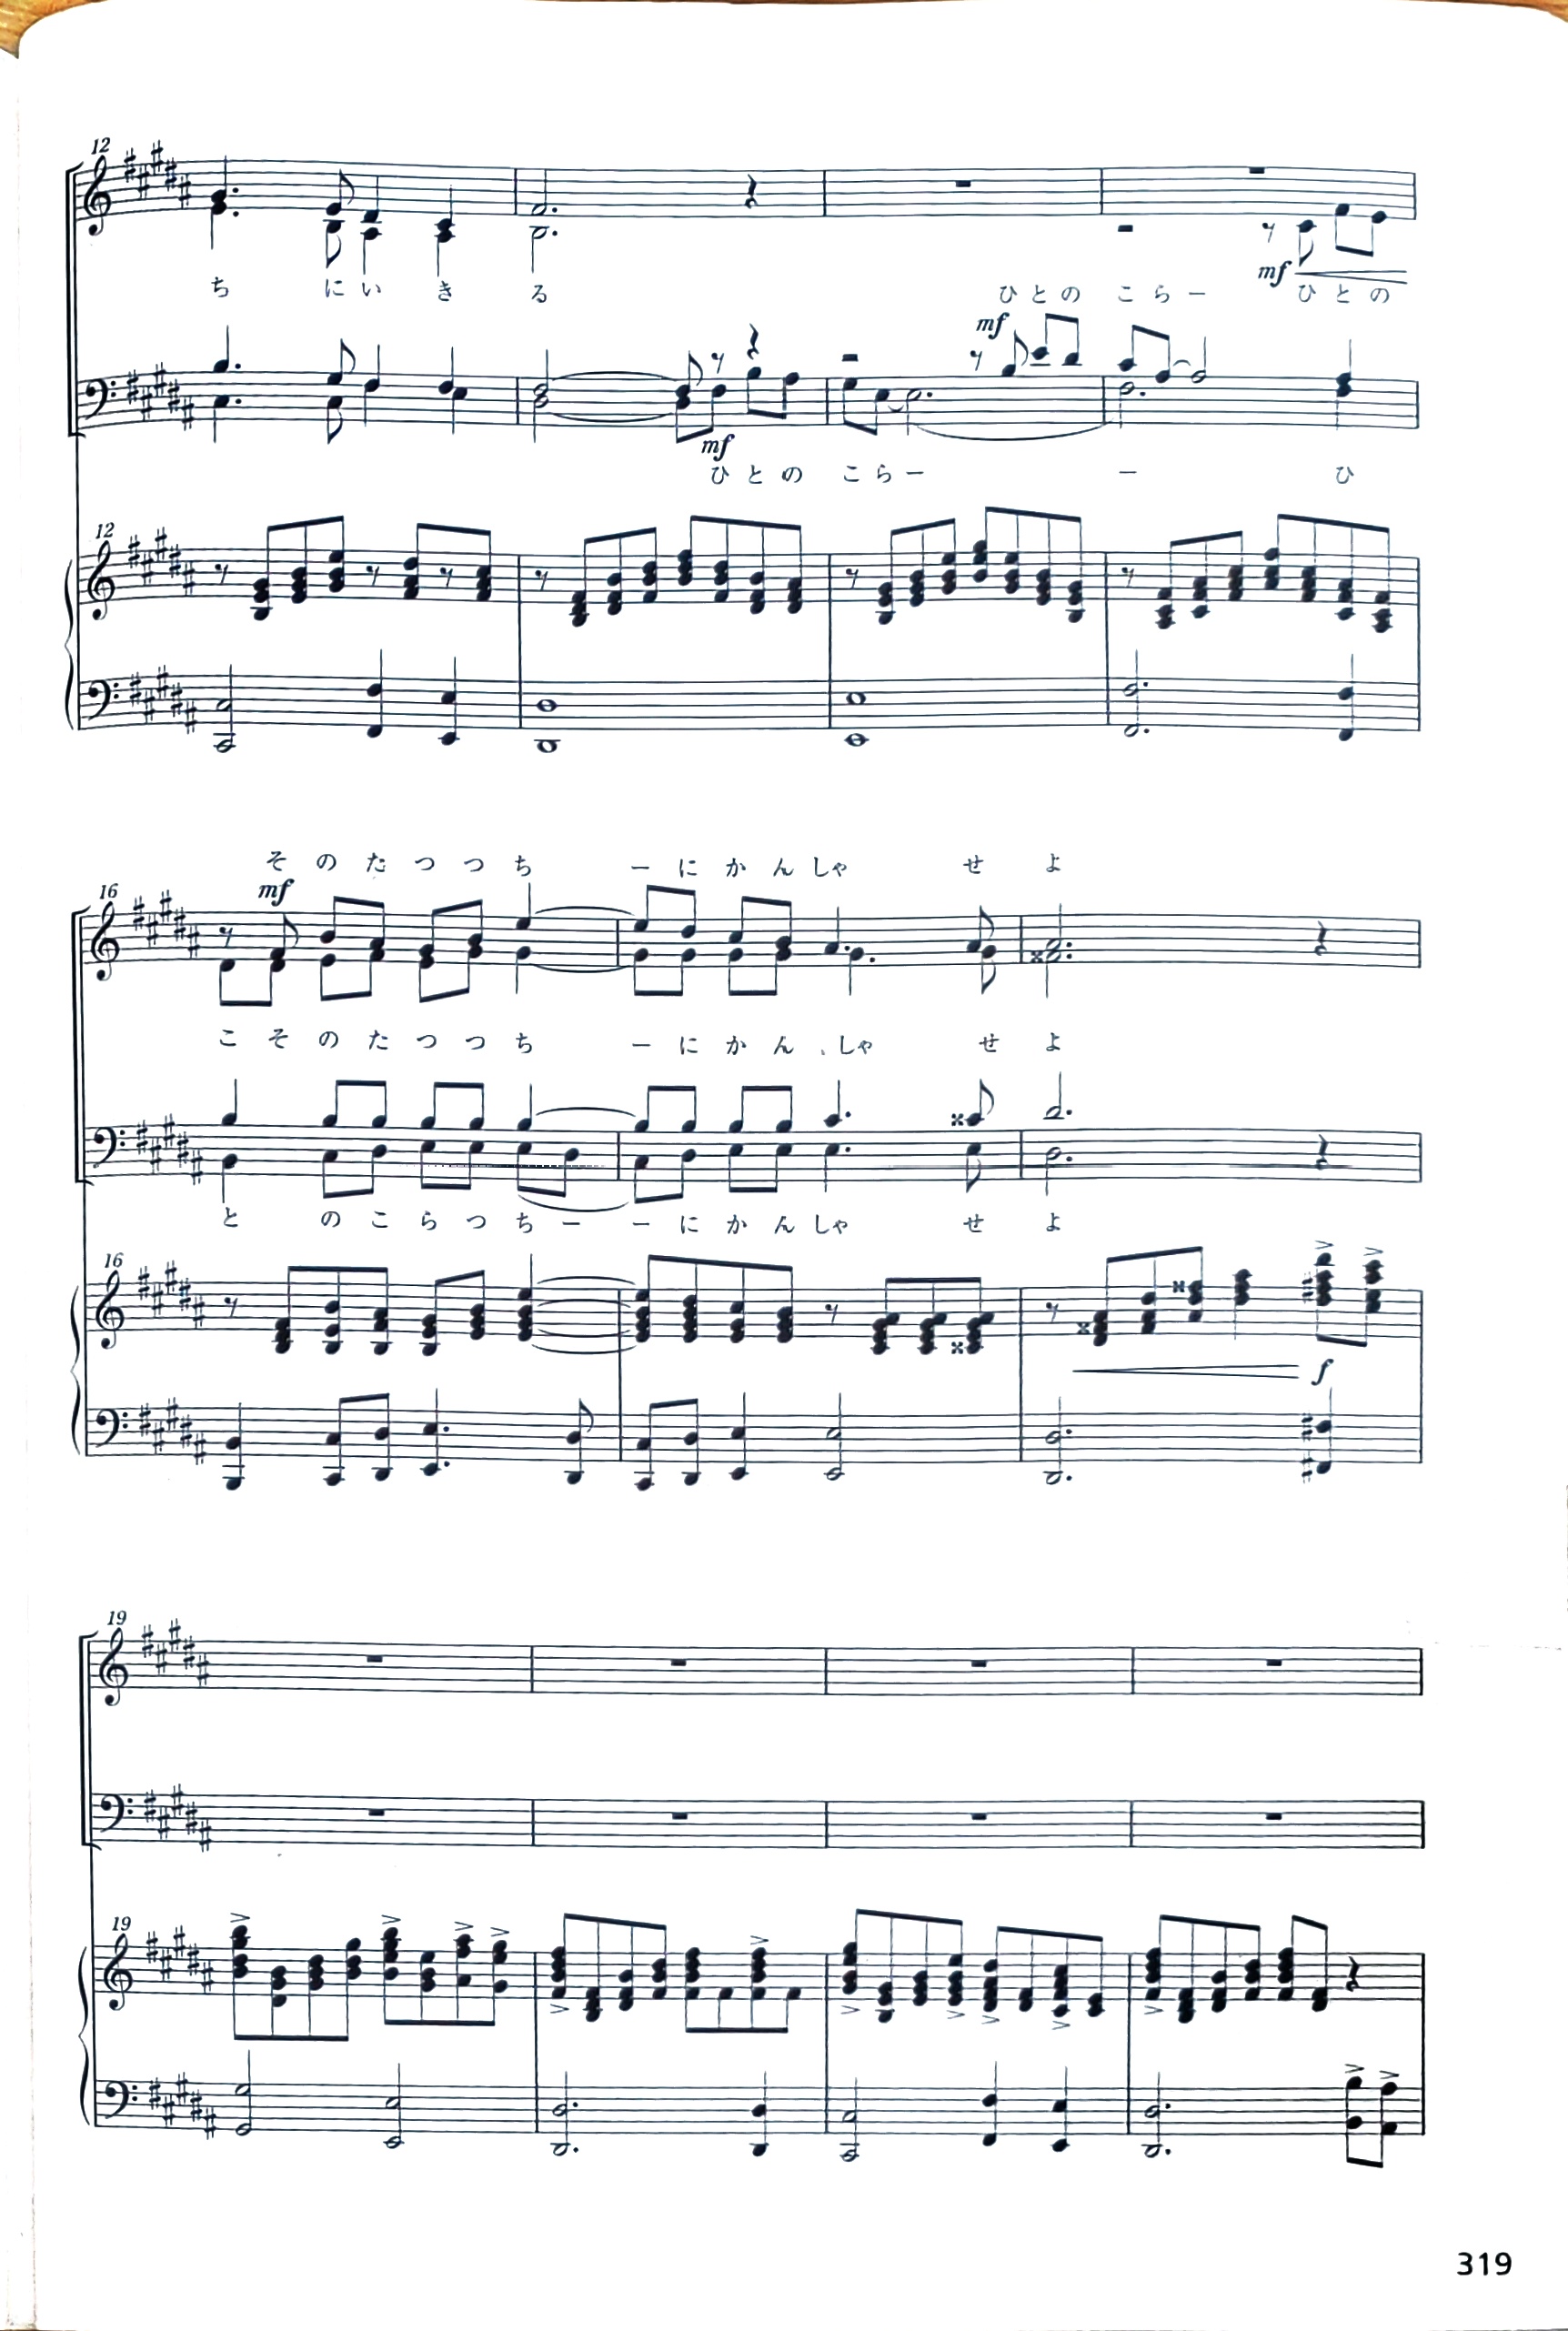 12
ち に い き る
mf
ひ と の こ ら ー ひ と の
mf
mf
ひ と の こ ら ー ー ひ
12
そ の た つ つ ち ー に か ん しゃ せ よ
16
mf
こ そ の た つ つ ち ー に か ん しゃ せ よ
と の こ ら つ ち ー ー に か ん しゃ せ よ
16
f
19
19
319